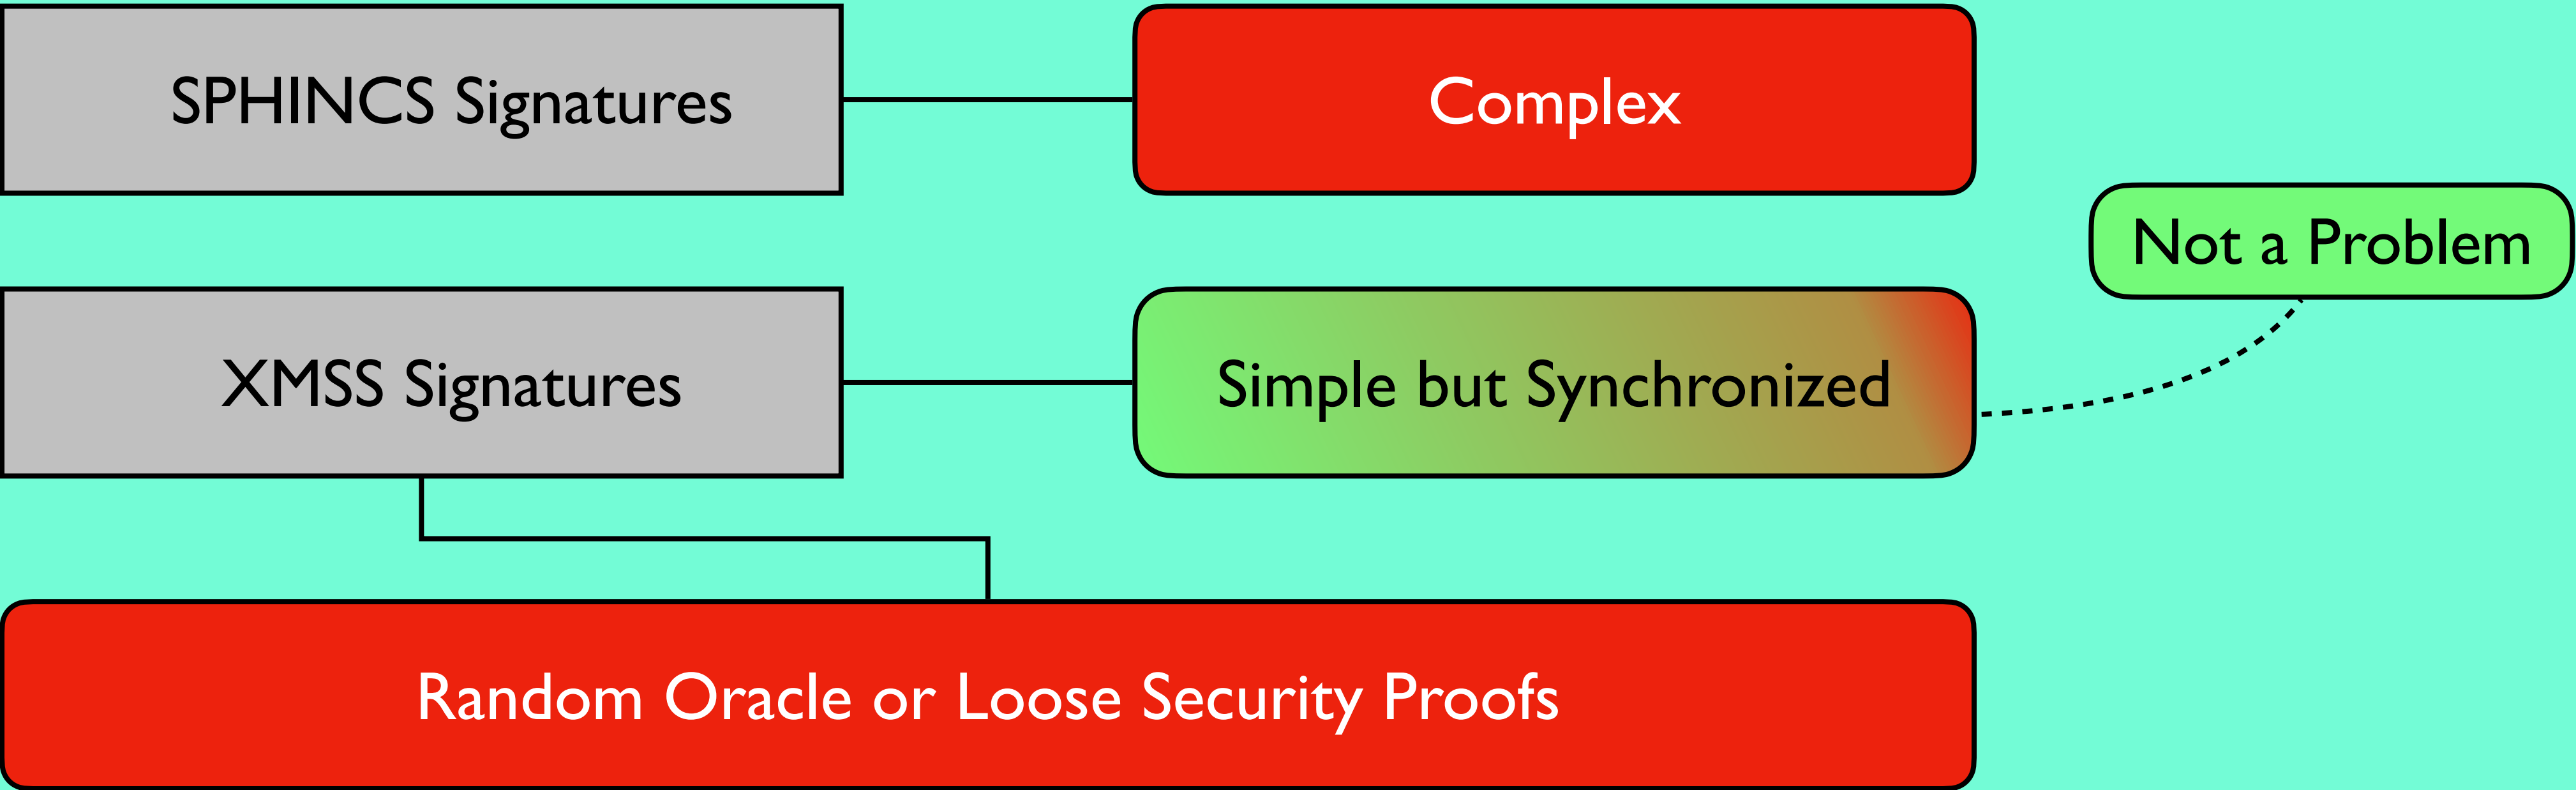 SPHINCS Signatures
Complex
Not a Problem
XMSS Signatures
Simple but Synchronized
Random Oracle or Loose Security Proofs